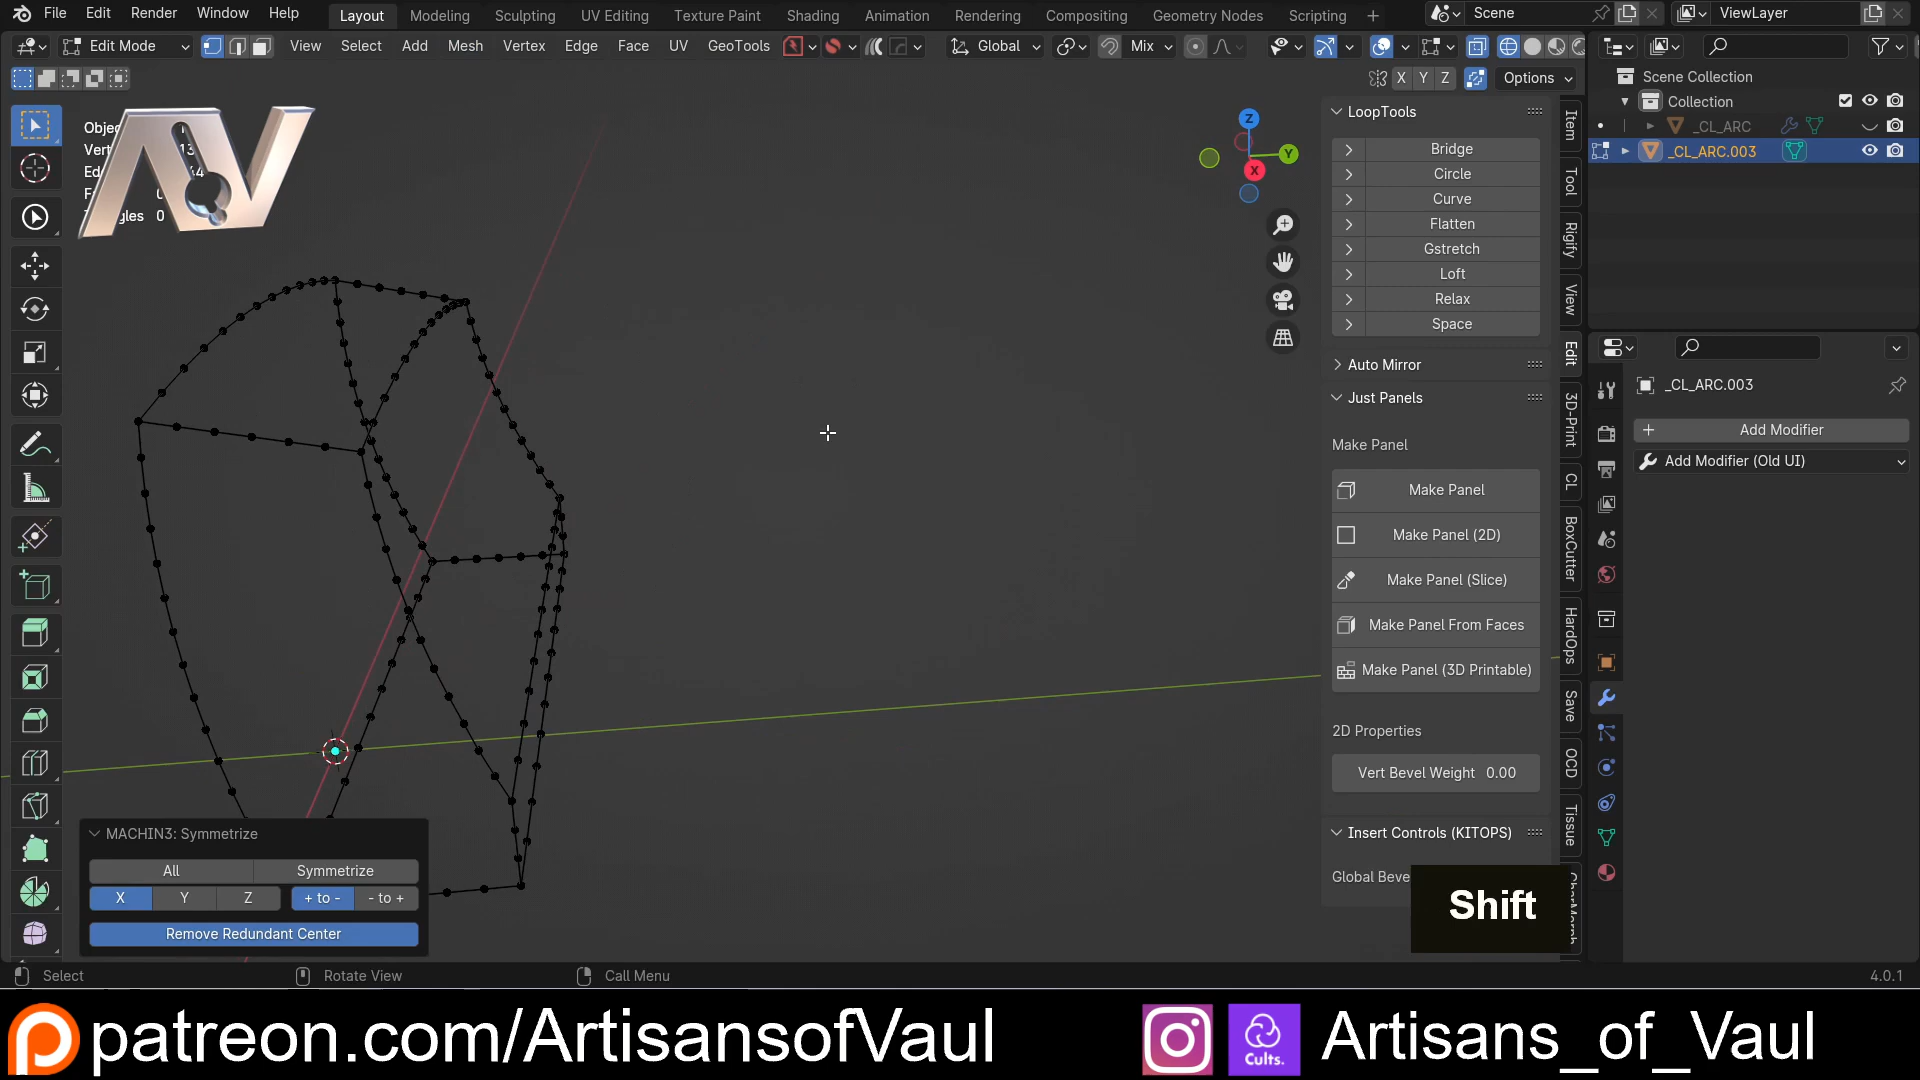 File Edit Render Window Help Layout Modeling Sculpting UV Editing Texture Paint Shading Animation Rendering Compositing Geometry Nodes Scripting + Scene ViewLayer
Edit Mode View Select Add Mesh Vertex Edge Face UV GeoTools Global Mix
X Y Z Options
Scene Collection
Collection
_CL_ARC
_CL_ARC.003
LoopTools
Bridge
Circle
Curve
Flatten
Gstretch
Loft
Relax
Space
Auto Mirror
Just Panels
Make Panel
Make Panel
Make Panel (2D)
Make Panel (Slice)
Make Panel From Faces
Make Panel (3D Printable)
2D Properties
Vert Bevel Weight 0.00
Insert Controls (KITOPS)
Global Beve
Item
Tool
Rigify
View
Edit
3D-Print
CL
BoxCutter
HardOps
Save
OCD
Tissue
_CL_ARC.003
Add Modifier
Add Modifier (Old UI)
Z
Y
X
AV
0
MACHIN3: Symmetrize
All Symmetrize
X Y Z + to - - to +
Remove Redundant Center
Shift
Select Rotate View Call Menu 4.0.1
patreon.com/ArtisansofVaul Cults. Artisans_of_Vaul